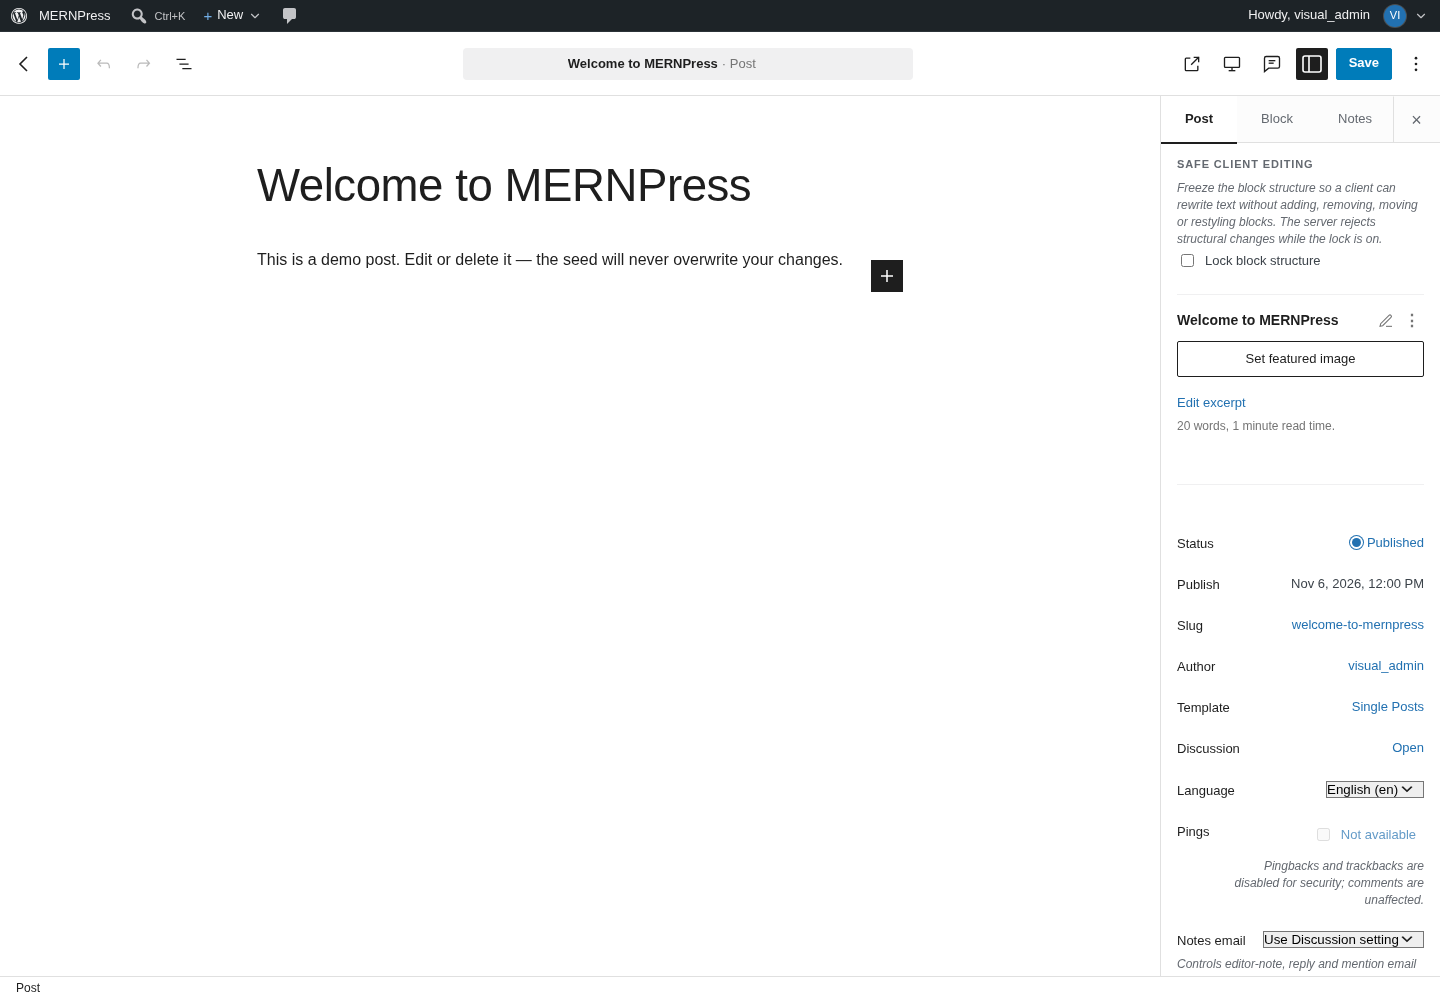 MERNPress
Ctrl+K
+ New
Howdy, visual_admin
VI
Welcome to MERNPress · Post
Save
Post
Block
Notes
Welcome to MERNPress
This is a demo post. Edit or delete it — the seed will never overwrite your changes.
SAFE CLIENT EDITING
Freeze the block structure so a client can
rewrite text without adding, removing, moving
or restyling blocks. The server rejects
structural changes while the lock is on.
Lock block structure
Welcome to MERNPress
Set featured image
Edit excerpt
20 words, 1 minute read time.
Status
Published
Publish
Nov 6, 2026, 12:00 PM
Slug
welcome-to-mernpress
Author
visual_admin
Template
Single Posts
Discussion
Open
Language
English (en)
Pings
Not available
Pingbacks and trackbacks are
disabled for security; comments are
unaffected.
Notes email
Use Discussion setting
Controls editor-note, reply and mention email
Post